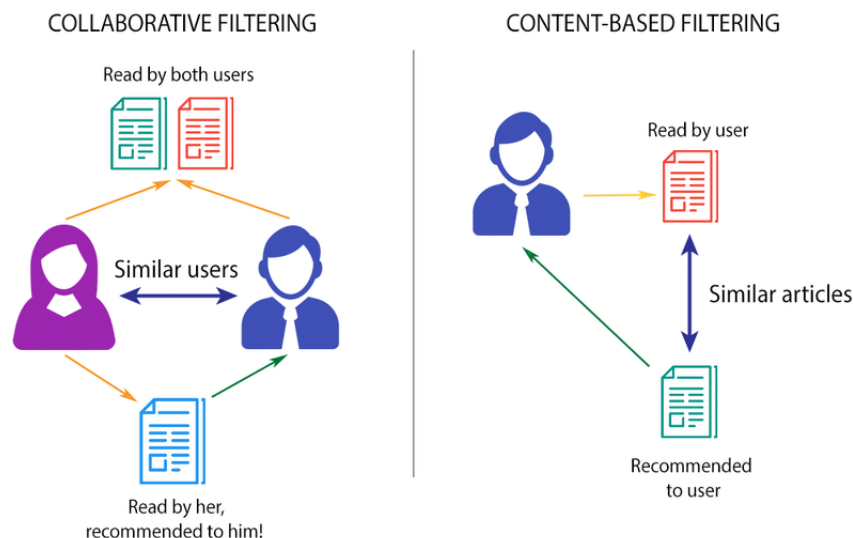 COLLABORATIVE FILTERING
Read by both users
Similar users
Read by her,
recommended to him!
CONTENT-BASED FILTERING
Read by user
Similar articles
Recommended
to user